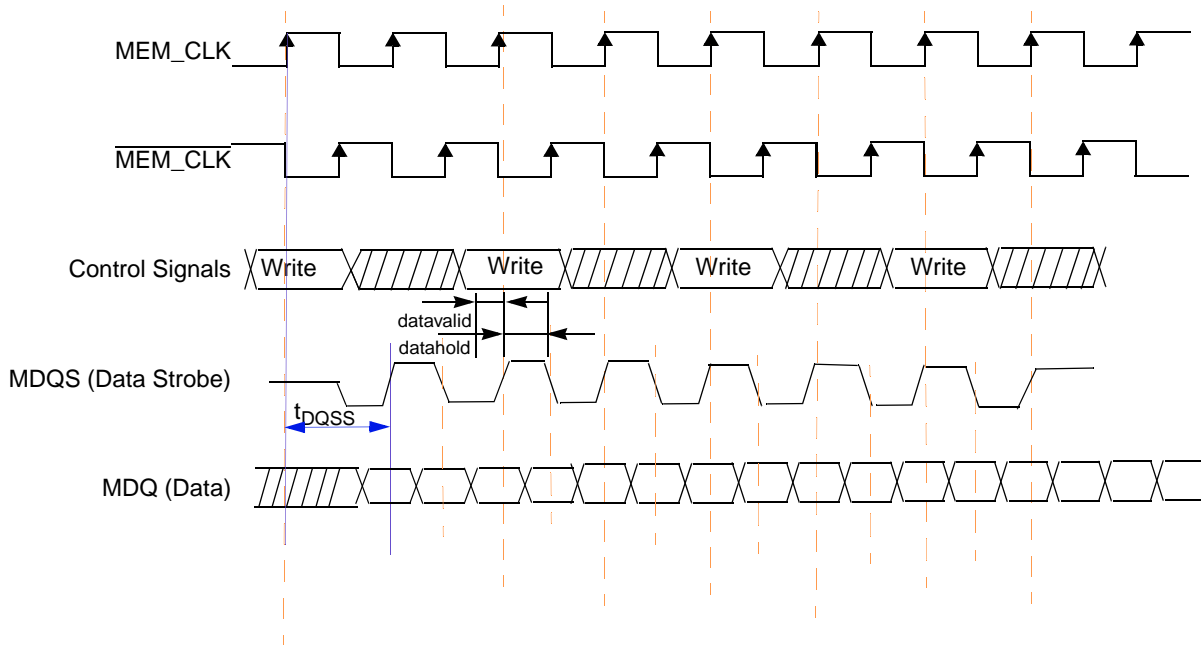 MEM_CLK
MEM_CLK
Control Signals Write Write Write Write
datavalid
datahold
MDQS (Data Strobe)
tDQSS
MDQ (Data)